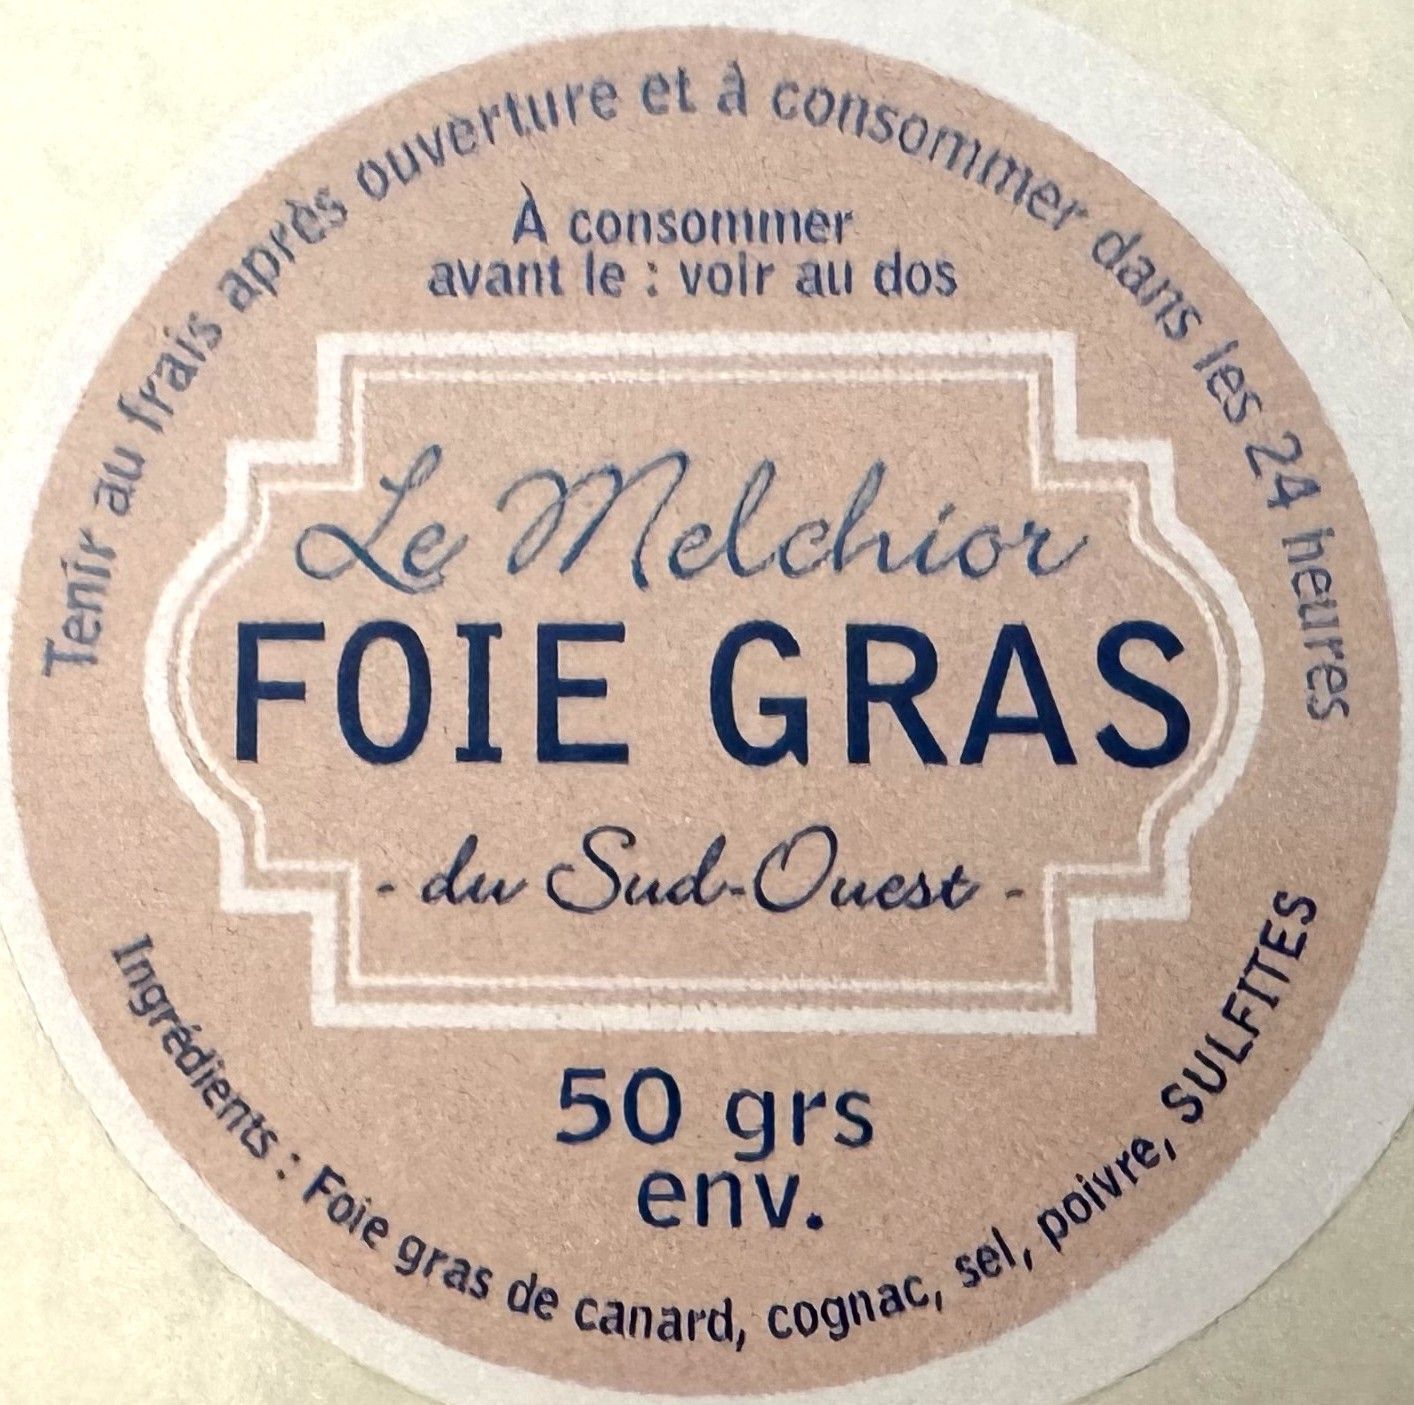 Tenir au frais après ouverture et à consommer dans les 24 heures
À consommer
avant le : voir au dos
Le Melchior
FOIE GRAS
- du Sud-Ouest -
50 grs
env.
Ingrédients : Foie gras de canard, cognac, sel, poivre, SULFITES